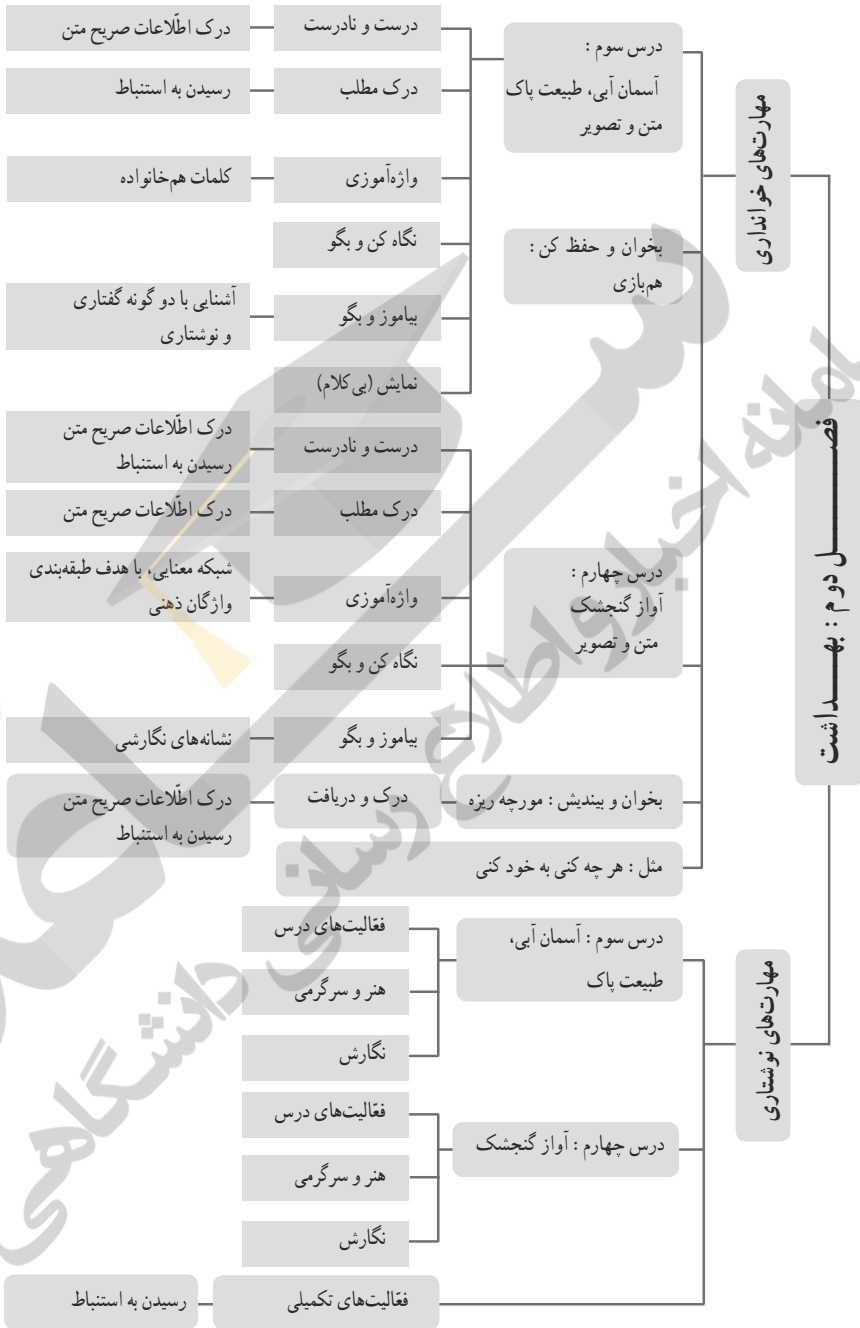 فصل دوم : بهداشت
مهارت‌های خوانداری
درس سوم :
آسمان آبی، طبیعت پاک
متن و تصویر
درست و نادرست
درک اطّلاعات صریح متن
درک مطلب
رسیدن به استنباط
واژه‌آموزی
کلمات هم‌خانواده
نگاه کن و بگو
بیاموز و بگو
آشنایی با دو گونه گفتاری
و نوشتاری
نمایش (بی‌کلام)
بخوان و حفظ کن :
هم‌بازی
درس چهارم :
آواز گنجشک
متن و تصویر
درست و نادرست
درک اطّلاعات صریح متن
رسیدن به استنباط
درک مطلب
درک اطّلاعات صریح متن
واژه‌آموزی
شبکه معنایی، با هدف طبقه‌بندی
واژگان ذهنی
نگاه کن و بگو
بیاموز و بگو
نشانه‌های نگارشی
بخوان و بیندیش : مورچه ریزه
درک و دریافت
درک اطّلاعات صریح متن
رسیدن به استنباط
مثل : هر چه کنی به خود کنی
مهارت‌های نوشتاری
درس سوم : آسمان آبی،
طبیعت پاک
فعّالیت‌های درس
هنر و سرگرمی
نگارش
درس چهارم : آواز گنجشک
فعّالیت‌های درس
هنر و سرگرمی
نگارش
فعّالیت‌های تکمیلی
رسیدن به استنباط